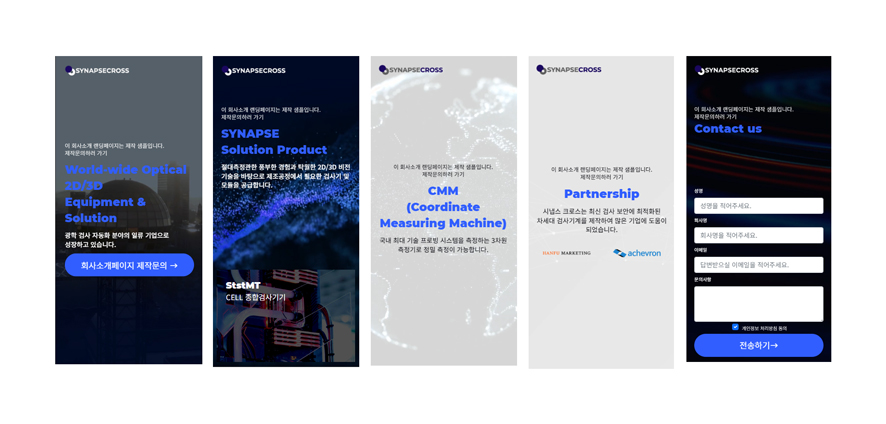 SYNAPSECROSS
이 회사소개 랜딩페이지는 제작 샘플입니다.
제작문의하러 가기
World-wide Optical
2D/3D
Equipment &
Solution
광학 검사 자동화 분야의 일류 기업으로
성장하고 있습니다.
회사소개페이지 제작문의 →
SYNAPSECROSS
이 회사소개 랜딩페이지는 제작 샘플입니다.
제작문의하러 가기
SYNAPSE
Solution Product
절대측정관한 풍부한 경험과 탁월한 2D/3D 비전
기술을 바탕으로 제조공정에서 필요한 검사기 및
모듈을 공급합니다.
StstMT
CELL 종합검사기기
SYNAPSECROSS
이 회사소개 랜딩페이지는 제작 샘플입니다.
제작문의하러 가기
CMM
(Coordinate
Measuring Machine)
국내 최대 기술 프로빙 시스템을 측정하는 3차원
측정기로 정밀 측정이 가능합니다.
SYNAPSECROSS
이 회사소개 랜딩페이지는 제작 샘플입니다.
제작문의하러 가기
Partnership
시냅스 크로스는 최신 검사 보안에 최적화된
차세대 검사기계를 제작하여 많은 기업에 도움이
되었습니다.
HANPD MARKETING
achevron
SYNAPSECROSS
이 회사소개 랜딩페이지는 제작 샘플입니다.
제작문의하러 가기
Contact us
성명
성명을 적어주세요.
회사명
회사명을 적어주세요.
이메일
답변받으실 이메일을 적어주세요.
문의사항
개인정보 처리방침 동의
전송하기→